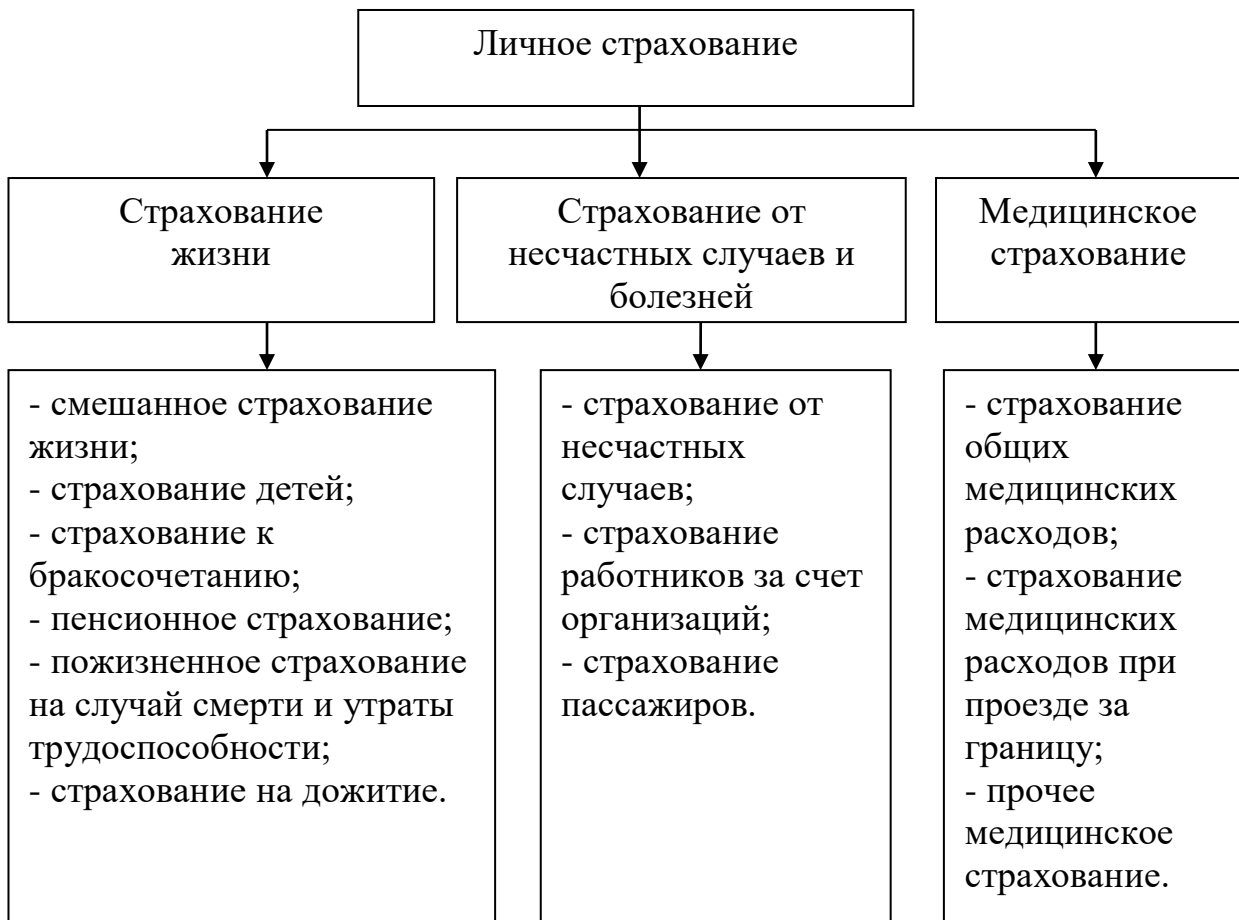 Личное страхование
Страхование
жизни
Страхование от
несчастных случаев и
болезней
Медицинское
страхование
- смешанное страхование
жизни;
- страхование детей;
- страхование к
бракосочетанию;
- пенсионное страхование;
- пожизненное страхование
на случай смерти и утраты
трудоспособности;
- страхование на дожитие.
- страхование от
несчастных
случаев;
- страхование
работников за счет
организаций;
- страхование
пассажиров.
- страхование
общих
медицинских
расходов;
- страхование
медицинских
расходов при
проезде за
границу;
- прочее
медицинское
страхование.